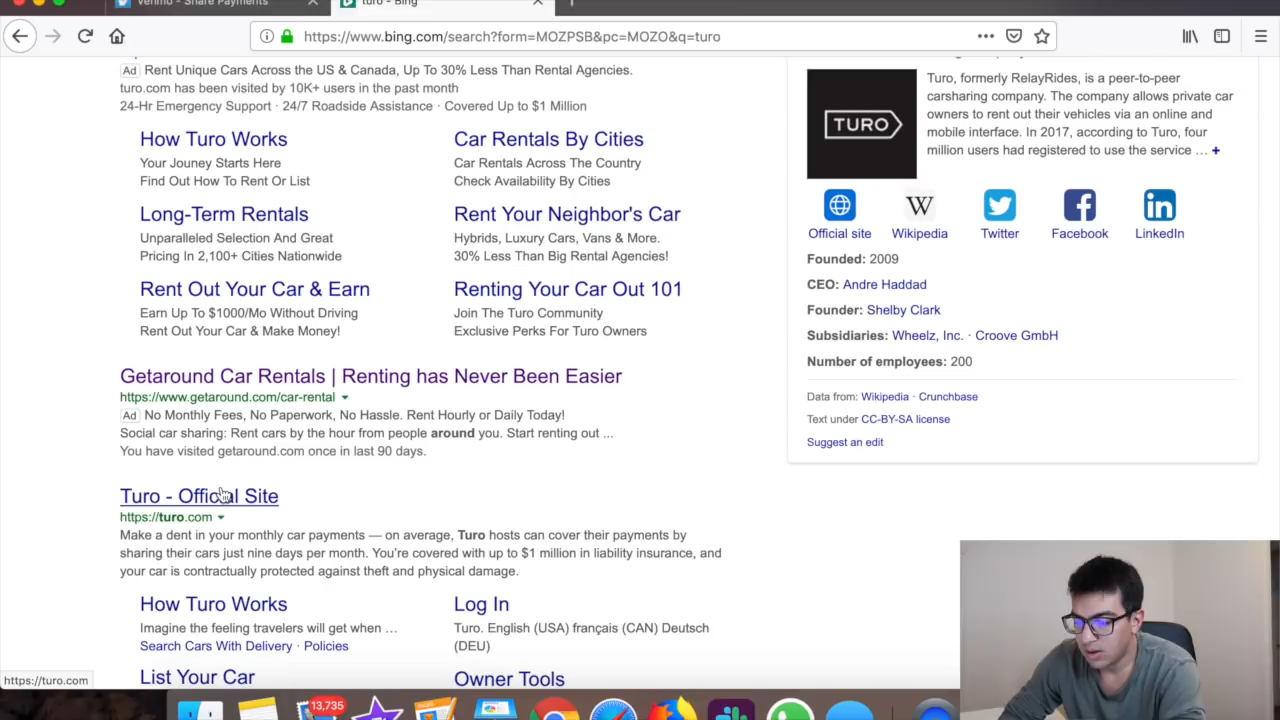 Venmo - Share Payments
turo - Bing
https://www.bing.com/search?form=MOZPSB&pc=MOZO&q=turo
Ad Rent Unique Cars Across the US & Canada, Up To 30% Less Than Rental Agencies.
turo.com has been visited by 10K+ users in the past month
24-Hr Emergency Support · 24/7 Roadside Assistance · Covered Up to $1 Million
How Turo Works
Your Jouney Starts Here
Find Out How To Rent or List
Car Rentals By Cities
Car Rentals Across The Country
Check Availability By Cities
Long-Term Rentals
Unparalleled Selection And Great
Pricing In 2,100+ Cities Nationwide
Rent Your Neighbor's Car
Hybrids, Luxury Cars, Vans & More.
30% Less Than Big Rental Agencies!
Rent Out Your Car & Earn
Earn Up To $1000/Mo Without Driving
Rent Out Your Car & Make Money!
Renting Your Car Out 101
Join The Turo Community
Exclusive Perks For Turo Owners
Getaround Car Rentals | Renting has Never Been Easier
https://www.getaround.com/car-rental
Ad No Monthly Fees, No Paperwork, No Hassle. Rent Hourly or Daily Today!
Social car sharing: Rent cars by the hour from people around you. Start renting out ...
You have visited getaround.com once in last 90 days.
Turo - Official Site
https://turo.com
Make a dent in your monthly car payments — on average, Turo hosts can cover their payments by
sharing their cars just nine days per month. You're covered with up to $1 million in liability insurance, and
your car is contractually protected against theft and physical damage.
How Turo Works
Imagine the feeling travelers will get when ...
Search Cars With Delivery · Policies
Log In
Turo. English (USA) français (CAN) Deutsch
(DEU)
List Your Car
Owner Tools
https://turo.com
TURO
Turo, formerly RelayRides, is a peer-to-peer
carsharing company. The company allows private car
owners to rent out their vehicles via an online and
mobile interface. In 2017, according to Turo, four
million users had registered to use the service ... +
W
in
Official site Wikipedia Twitter Facebook LinkedIn
Founded: 2009
CEO: Andre Haddad
Founder: Shelby Clark
Subsidiaries: Wheelz, Inc. · Croove GmbH
Number of employees: 200
Data from: Wikipedia · Crunchbase
Text under CC-BY-SA license
Suggest an edit
13,735